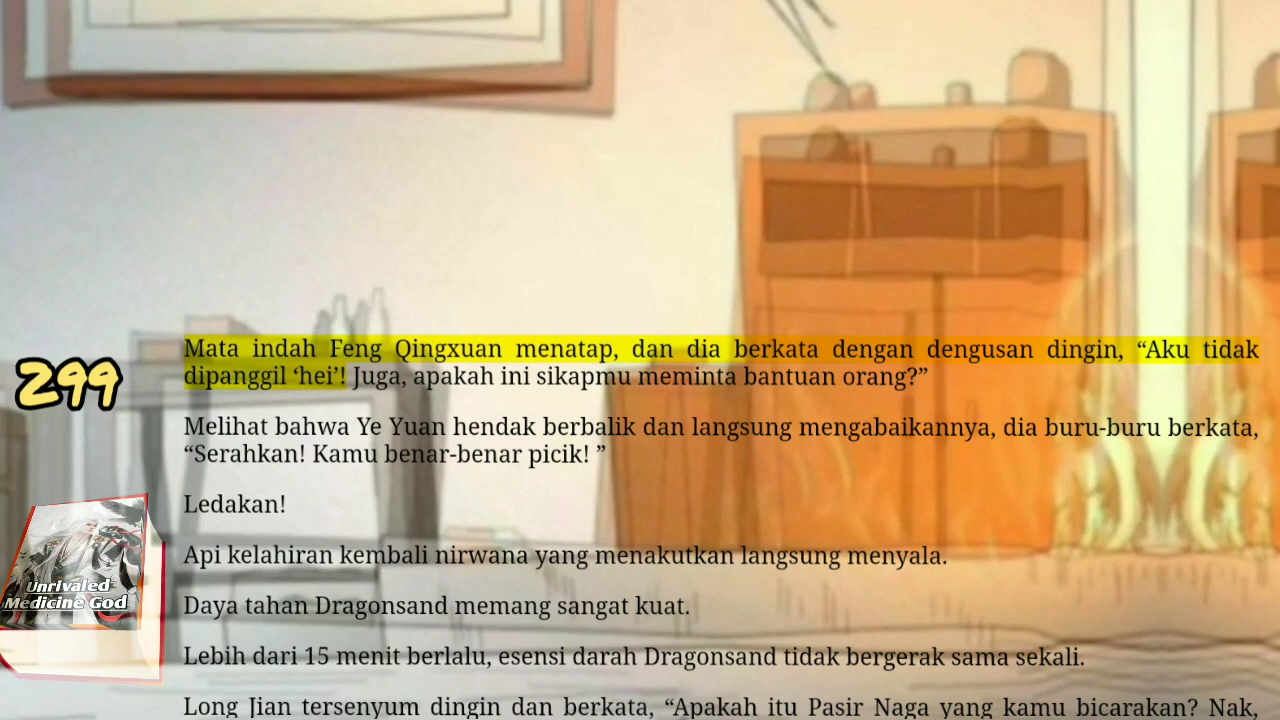 Mata indah Feng Qingxuan menatap, dan dia berkata dengan dengusan dingin, “Aku tidak
dipanggil ‘hei’! Juga, apakah ini sikapmu meminta bantuan orang?”
299
Melihat bahwa Ye Yuan hendak berbalik dan langsung mengabaikannya, dia buru-buru berkata,
“Serahkan! Kamu benar-benar picik! ”
Ledakan!
Api kelahiran kembali nirwana yang menakutkan langsung menyala.
Unrivaled
Medicine God
Daya tahan Dragonsand memang sangat kuat.
Lebih dari 15 menit berlalu, esensi darah Dragonsand tidak bergerak sama sekali.
Long Jian tersenyum dingin dan berkata, “Apakah itu Pasir Naga yang kamu bicarakan? Nak,